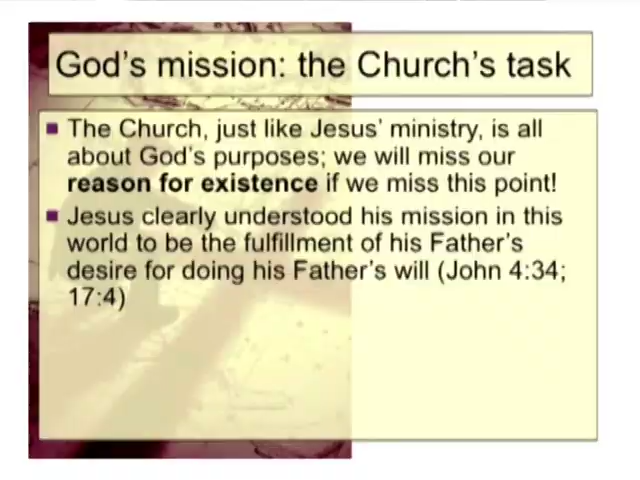 God's mission: the Church's task
The Church, just like Jesus' ministry, is all
about God's purposes; we will miss our
reason for existence if we miss this point!
Jesus clearly understood his mission in this
world to be the fulfillment of his Father's
desire for doing his Father's will (John 4:34;
17:4)